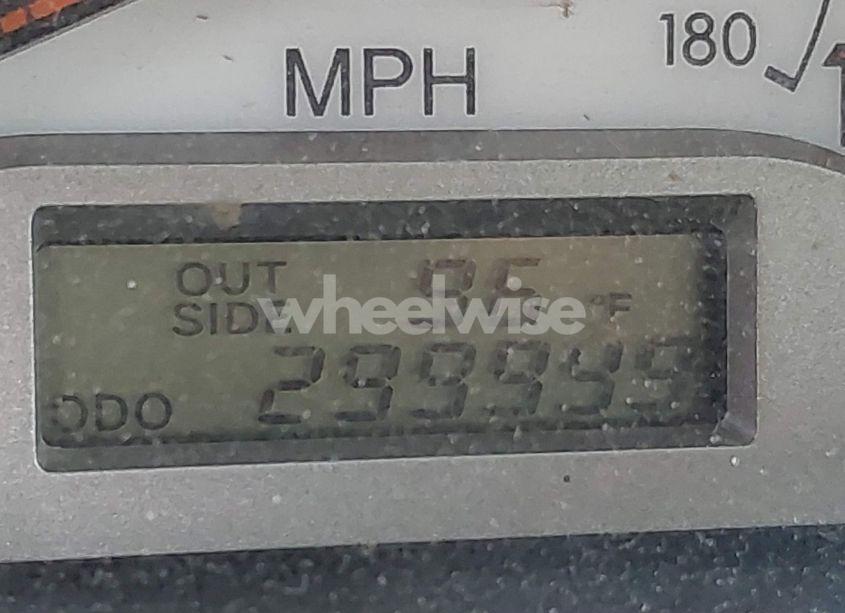 MPH
180
OUT
SIDE
°F
wheelwise
ODO 299999